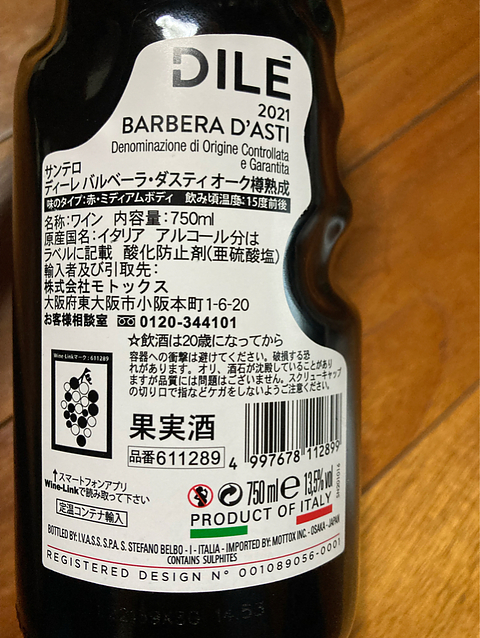 DILÉ
2021
BARBERA D'ASTI
Denominazione di Origine Controllata
e Garantita
サンテロ
ディーレ バルベーラ・ダスティ オーク樽熟成
味のタイプ:赤・ミディアムボディ 飲み頃温度:15度前後
名称:ワイン 内容量:750ml
原産国名:イタリア アルコール分は
ラベルに記載 酸化防止剤(亜硫酸塩)
輸入者及び引取先:
株式会社モトックス
大阪府東大阪市小阪本町1-6-20
お客様相談室 0120-344101
☆飲酒は20歳になってから
容器への衝撃は避けてください。破損する恐
れがあります。オリ、酒石が沈殿していることがあり
ますが品質には問題はございません。スクリューキャップ
の切り口で指などケガをしないようご注意ください。
Wine-Linkマーク:611289
果実酒
品番611289
4 997678 112899
↑スマートフォンアプリ
Wine-Linkで読み取って下さい
定温コンテナ輸入
750 ml e 13,5% vol
PRODUCT OF ITALY
BOTTLED BY: I.V.A.S.S. S.P.A. S. STEFANO BELBO - I - ITALIA - IMPORTED BY: MOTTOX INC. - OSAKA - JAPAN
CONTAINS SULPHITES
REGISTERED DESIGN N° 001089056-0001